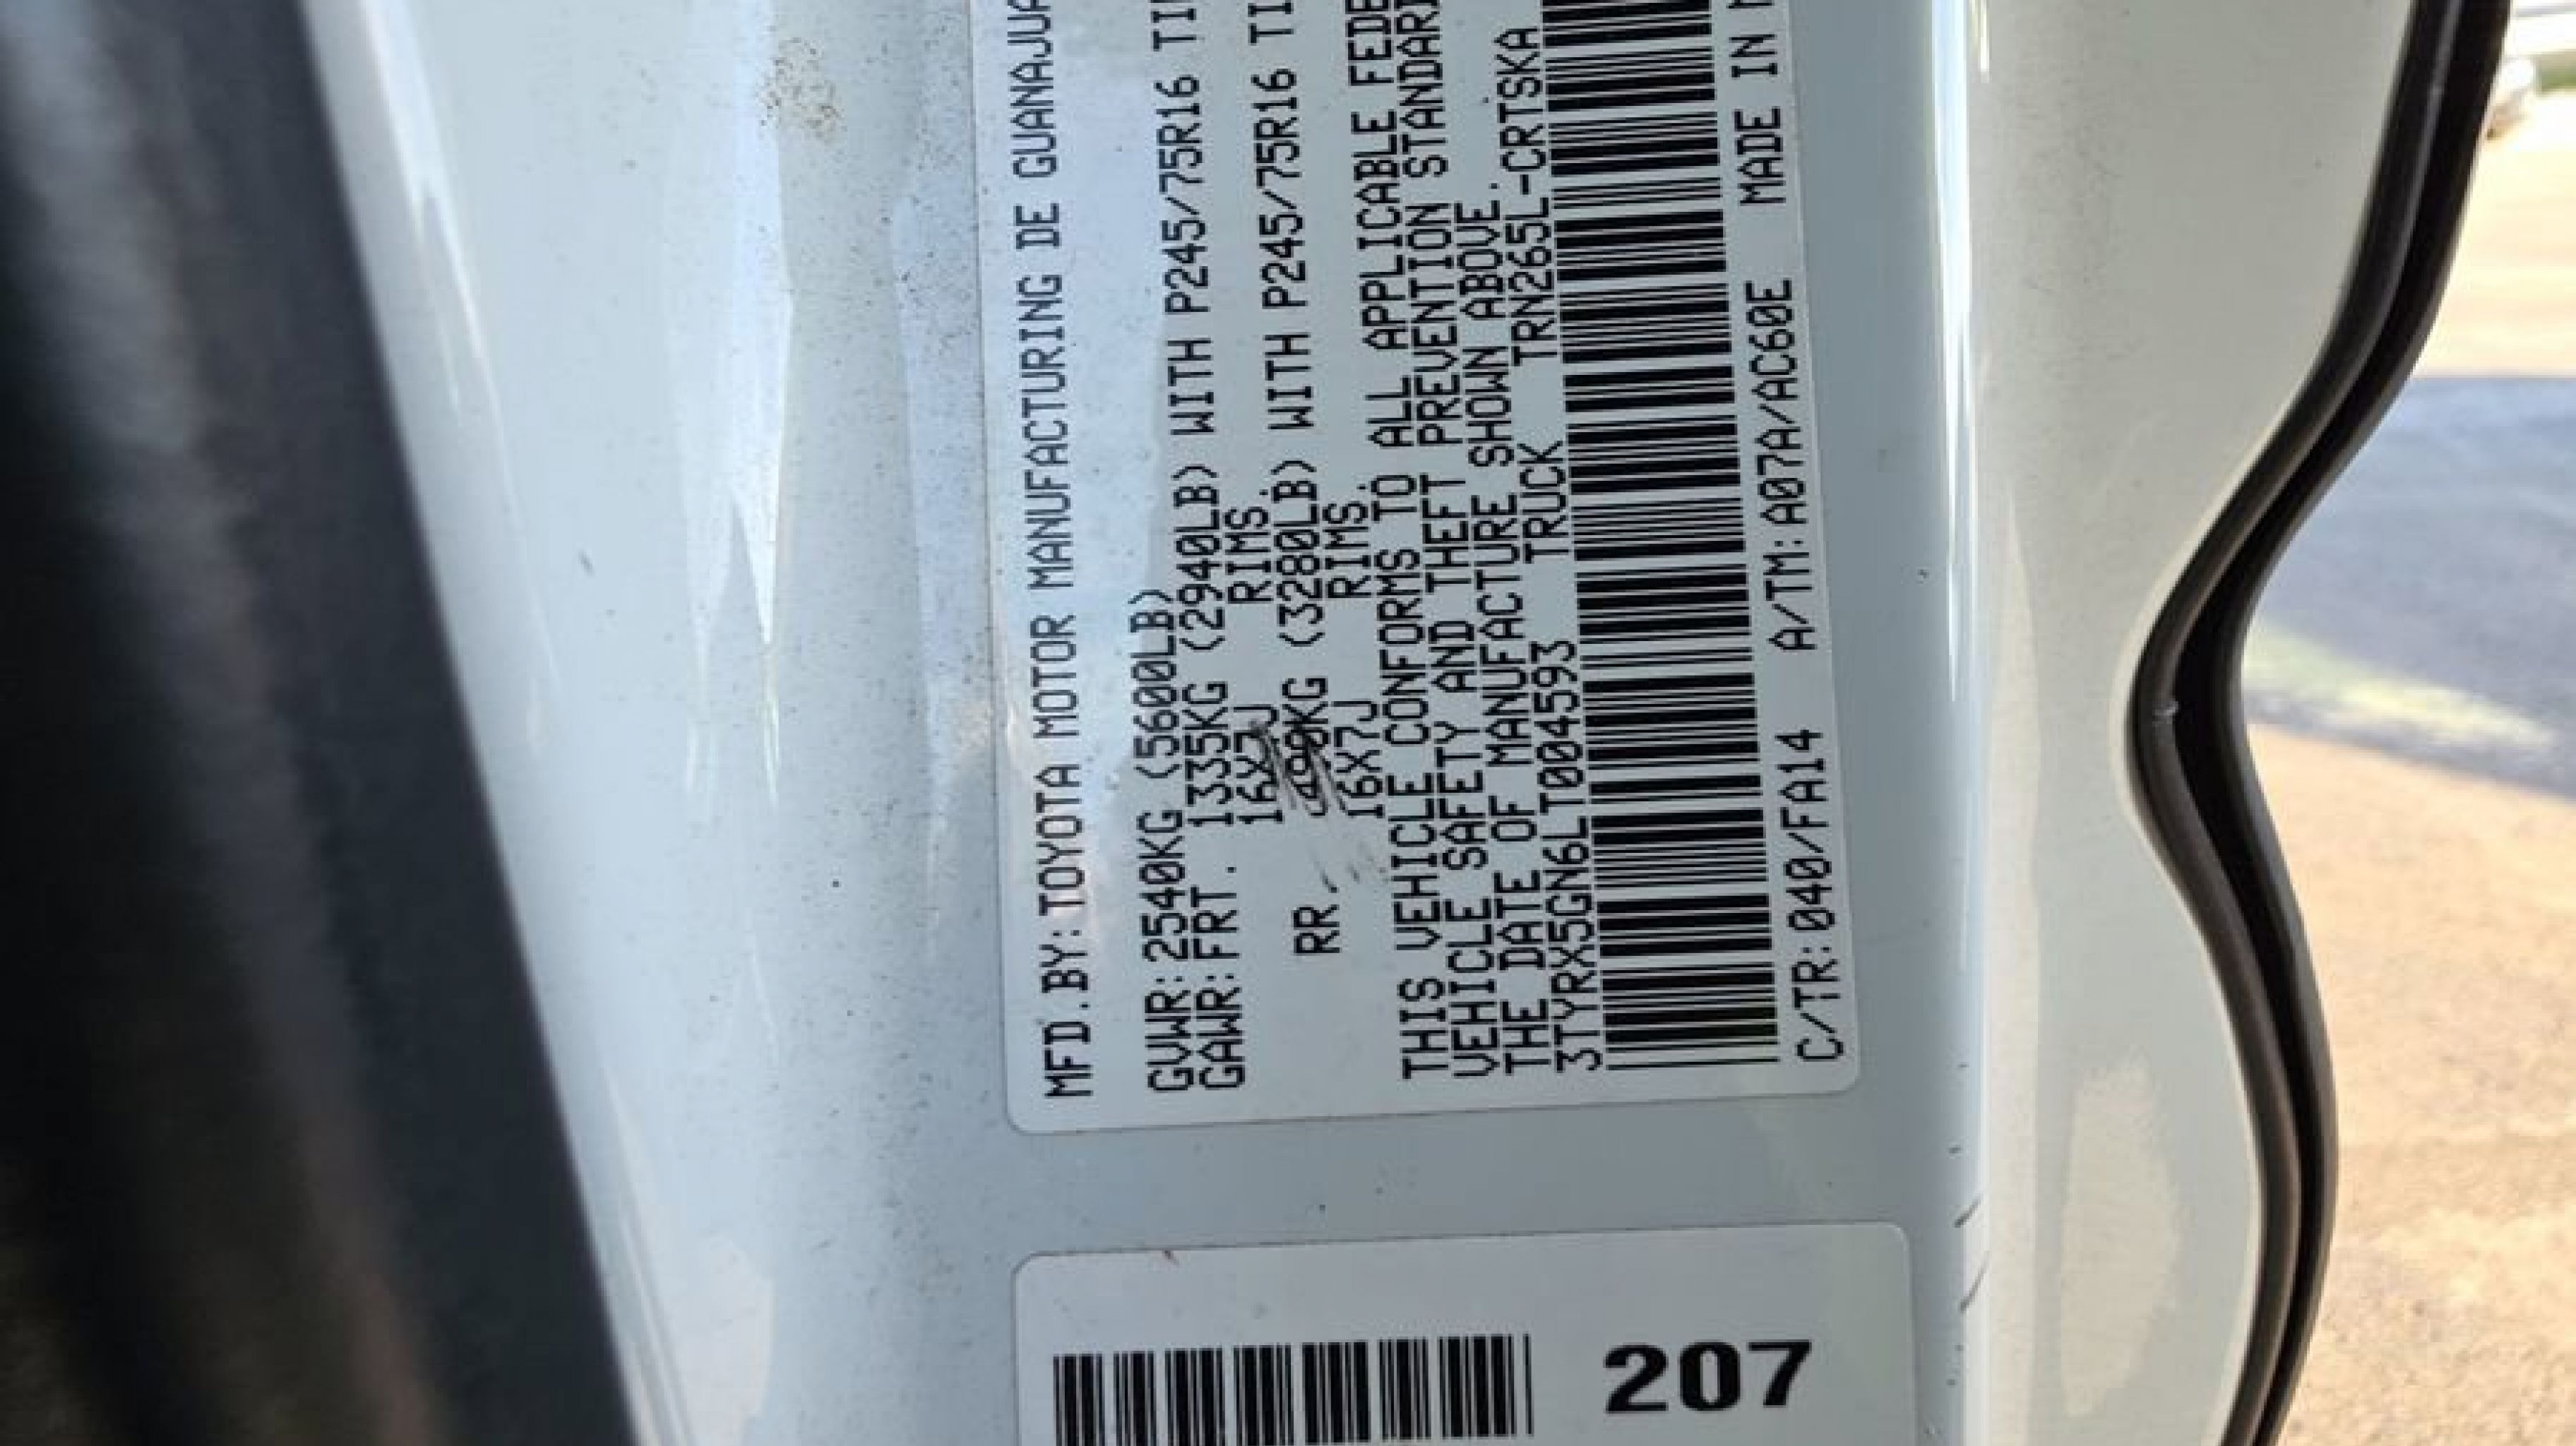 MFD.BY:TOYOTA MOTOR MANUFACTURING DE GUANAJUA
GVWR:2540KG (5600LB)
GAWR:FRT. 1335KG (2940LB) WITH P245/75R16 TI
16X7J RIMS.
RR. (3280LB) WITH P245/75R16 TI
16X7J RIMS.
THIS VEHICLE CONFORMS TO ALL APPLICABLE FEDE
VEHICLE SAFETY AND THEFT PREVENTION STANDARD
THE DATE OF MANUFACTURE SHOWN ABOVE.
3TYRX5GN6LT004593 TRUCK TRN265L-CRTSKA
C/TR:040/FA14 A/TM:A07A/AC60E MADE IN
207